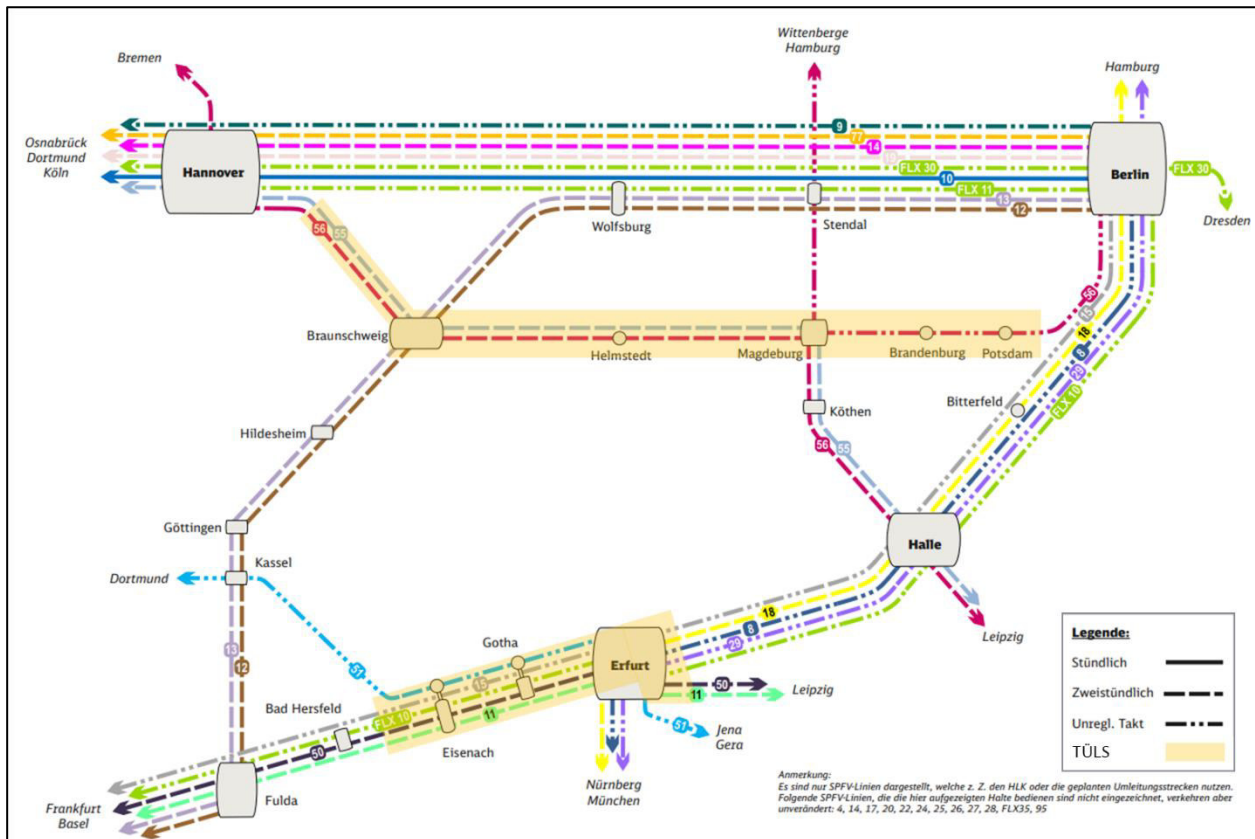 Wittenberge
Hamburg
Bremen
Hamburg
9
77
14
Osnabrück
Dortmund
Köln
Hannover
FLX 30
10
FLX 11
13
12
Berlin
FLX 30
Dresden
Wolfsburg
Stendal
56
55
Braunschweig
Helmstedt
Magdeburg
Brandenburg
Potsdam
56
15
18
8
29
FLX 10
Bitterfeld
Köthen
Hildesheim
56
55
Göttingen
Kassel
Dortmund
Halle
Leipzig
13
12
51
Gotha
Erfurt
18
8
29
15
Bad Hersfeld
FLX 10
11
50
Eisenach
50
11
Leipzig
51
Jena
Gera
Nürnberg
München
Frankfurt
Basel
Fulda
Legende:
Stündlich
Zweistündlich
Unregl. Takt
TÜLS
Anmerkung:
Es sind nur SPFV-Linien dargestellt, welche z. Z. den HLK oder die geplanten Umleitungsstrecken nutzen.
Folgende SPFV-Linien, die die hier aufgezeigten Halte bedienen sind nicht eingezeichnet, verkehren aber
unverändert: 4, 14, 17, 20, 22, 24, 25, 26, 27, 28, FLX35, 95